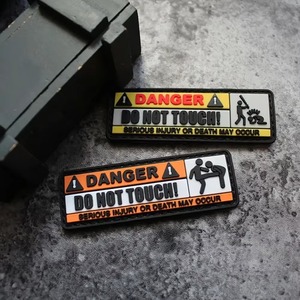 DANGER
DO NOT TOUCH!
SERIOUS INJURY OR DEATH MAY OCCUR
DANGER
DO NOT TOUCH!
SERIOUS INJURY OR DEATH MAY OCCUR